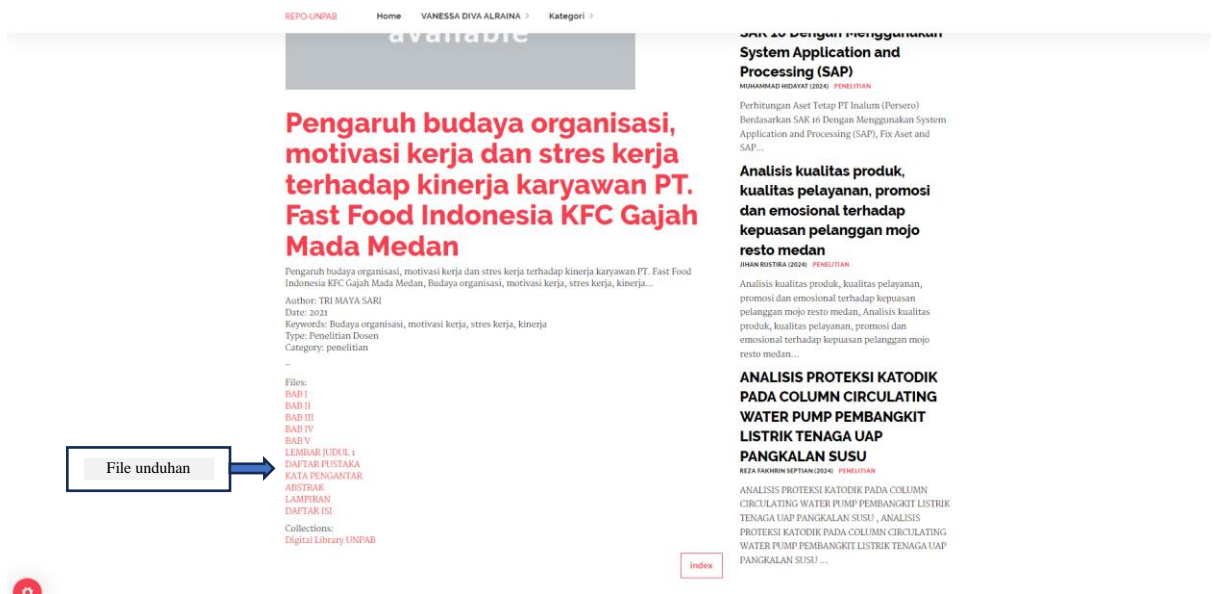 REPO-UNPAB Home VANESSA DIVA ALRAINA > Kategori >
available
Pengaruh budaya organisasi,
motivasi kerja dan stres kerja
terhadap kinerja karyawan PT.
Fast Food Indonesia KFC Gajah
Mada Medan
Pengaruh budaya organisasi, motivasi kerja dan stres kerja terhadap kinerja karyawan PT. Fast Food
Indonesia KFC Gajah Mada Medan, Budaya organisasi, motivasi kerja, stres kerja, kinerja...
Author: TRI MAYA SARI
Date: 2021
Keywords: Budaya organisasi, motivasi kerja, stres kerja, kinerja
Type: Penelitian Dosen
Category: penelitian
-
Files:
BAB I
BAB II
BAB III
BAB IV
BAB V
LEMBAR JUDUL 1
DAFTAR PUSTAKA
KATA PENGANTAR
ABSTRAK
LAMPIRAN
DAFTAR ISI
Collections:
Digital Library UNPAB
index
File unduhan
SAK 16 Dengan Menggunakan
System Application and
Processing (SAP)
MUHAMMAD HIDAYAT (2024) PENELITIAN
Perhitungan Aset Tetap PT Inalum (Persero)
Berdasarkan SAK 16 Dengan Menggunakan System
Application and Processing (SAP), Fix Aset and
SAP...
Analisis kualitas produk,
kualitas pelayanan, promosi
dan emosional terhadap
kepuasan pelanggan mojo
resto medan
JIHAN RUSTIRA (2024) PENELITIAN
Analisis kualitas produk, kualitas pelayanan,
promosi dan emosional terhadap kepuasan
pelanggan mojo resto medan, Analisis kualitas
produk, kualitas pelayanan, promosi dan
emosional terhadap kepuasan pelanggan mojo
resto medan...
ANALISIS PROTEKSI KATODIK
PADA COLUMN CIRCULATING
WATER PUMP PEMBANGKIT
LISTRIK TENAGA UAP
PANGKALAN SUSU
REZA FAKHRIN SEPTIAN (2024) PENELITIAN
ANALISIS PROTEKSI KATODIK PADA COLUMN
CIRCULATING WATER PUMP PEMBANGKIT LISTRIK
TENAGA UAP PANGKALAN SUSU , ANALISIS
PROTEKSI KATODIK PADA COLUMN CIRCULATING
WATER PUMP PEMBANGKIT LISTRIK TENAGA UAP
PANGKALAN SUSU ....